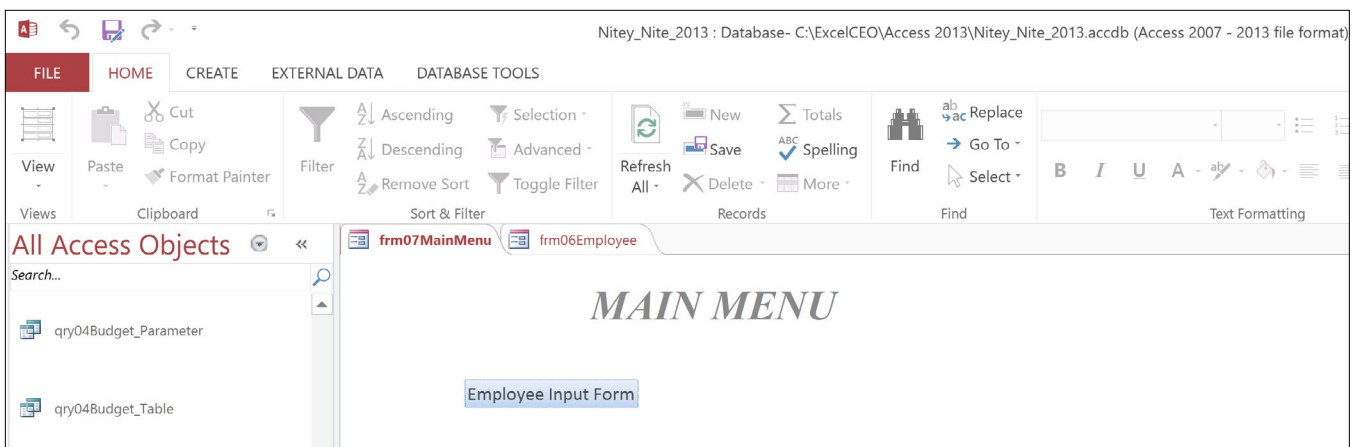 Nitey_Nite_2013 : Database- C:\ExcelCEO\Access 2013\Nitey_Nite_2013.accdb (Access 2007 - 2013 file format)
FILE HOME CREATE EXTERNAL DATA DATABASE TOOLS
View
Views
Paste
Cut
Copy
Format Painter
Clipboard
Filter
Ascending
Descending
Remove Sort
Selection
Advanced
Toggle Filter
Sort & Filter
Refresh
All
New
Save
Delete
Totals
Spelling
More
Records
Find
Replace
Go To
Select
Find
B I U A
Text Formatting
All Access Objects
Search...
qry04Budget_Parameter
qry04Budget_Table
frm07MainMenu frm06Employee
MAIN MENU
Employee Input Form